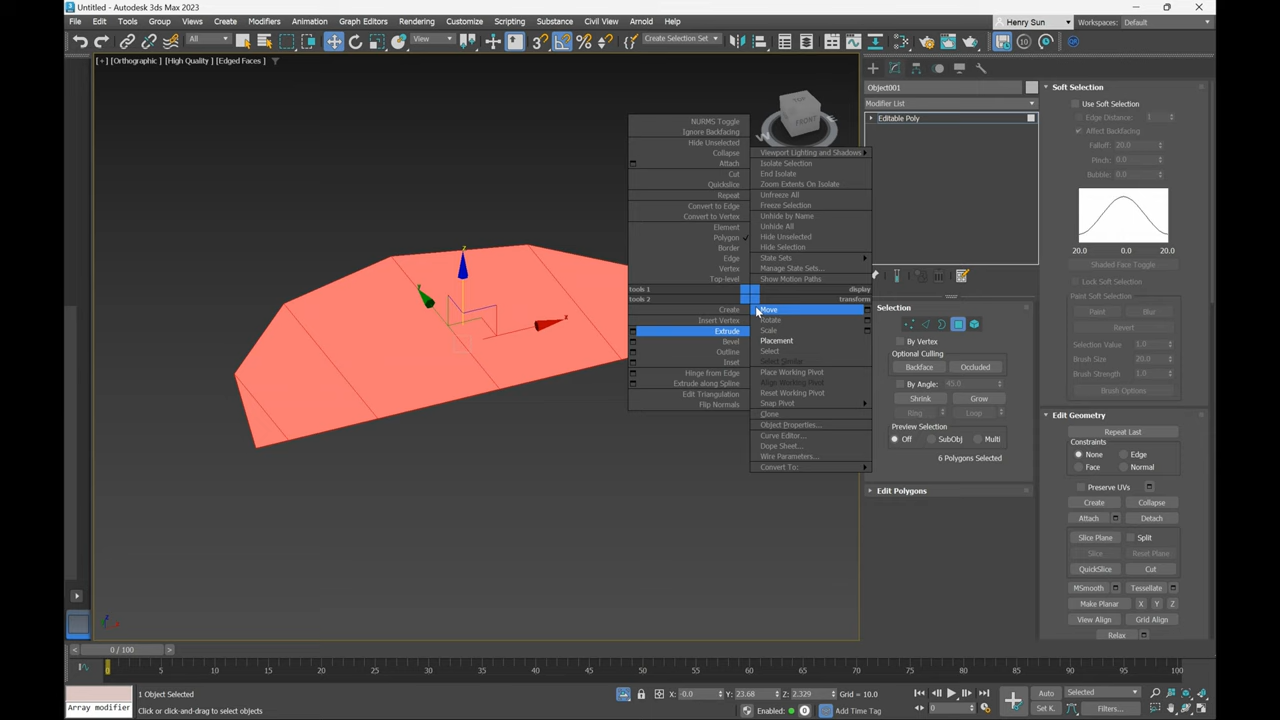 Untitled - Autodesk 3ds Max 2023
File Edit Tools Group Views Create Modifiers Animation Graph Editors Rendering Customize Scripting Substance Civil View Arnold Help
Henry Sun Workspaces: Default
All View Create Selection Set
[+] [Orthographic] [High Quality] [Edged Faces]
TOP
FRONT
W
NURMS Toggle
Ignore Backfacing
Hide Unselected
Collapse
Attach
Cut
Quickslice
Repeat
Convert to Edge
Convert to Vertex
Element
Polygon
Border
Edge
Vertex
Top-level
tools 1
tools 2
Create
Insert Vertex
Extrude
Bevel
Outline
Inset
Hinge from Edge
Extrude along Spline
Edit Triangulation
Flip Normals
Viewport Lighting and Shadows
Isolate Selection
End Isolate
Zoom Extents On Isolate
Unfreeze All
Freeze Selection
Unhide by Name
Unhide All
Hide Unselected
Hide Selection
State Sets
Manage State Sets...
Show Motion Paths
display
transform
Move
Rotate
Scale
Placement
Select
Select Similar
Place Working Pivot
Align Working Pivot
Reset Working Pivot
Snap Pivot
Clone
Object Properties...
Curve Editor...
Dope Sheet...
Wire Parameters...
Convert To:
z
y
x
Object001
Modifier List
Editable Poly
Selection
By Vertex
Optional Culling
Backface Occluded
By Angle: 45.0
Shrink Grow
Ring Loop
Preview Selection
Off SubObj Multi
6 Polygons Selected
Edit Polygons
Soft Selection
Use Soft Selection
Edge Distance: 1
Affect Backfacing
Falloff: 20.0
Pinch: 0.0
Bubble: 0.0
20.0 0.0 20.0
Shaded Face Toggle
Paint Soft Selection
Paint Blur
Revert
Selection Value 1.0
Brush Size 20.0
Brush Strength 1.0
Brush Options
Edit Geometry
Repeat Last
Constraints
None Edge
Face Normal
Preserve UVs
Create Collapse
Attach Detach
Slice Plane Split
Slice Reset Plane
QuickSlice Cut
MSmooth Tessellate
Make Planar X Y Z
View Align Grid Align
Relax
0 / 100
0 5 10 15 20 25 30 35 40 45 50 55 60 65 70 75 80 85 90 95 100
1 Object Selected
X: -0.0 Y: 23.68 Z: 2.329 Grid = 10.0
Auto Selected
Array modifier
Click or click-and-drag to select objects
Enabled: 0 Add Time Tag
0
Set K. Filters...